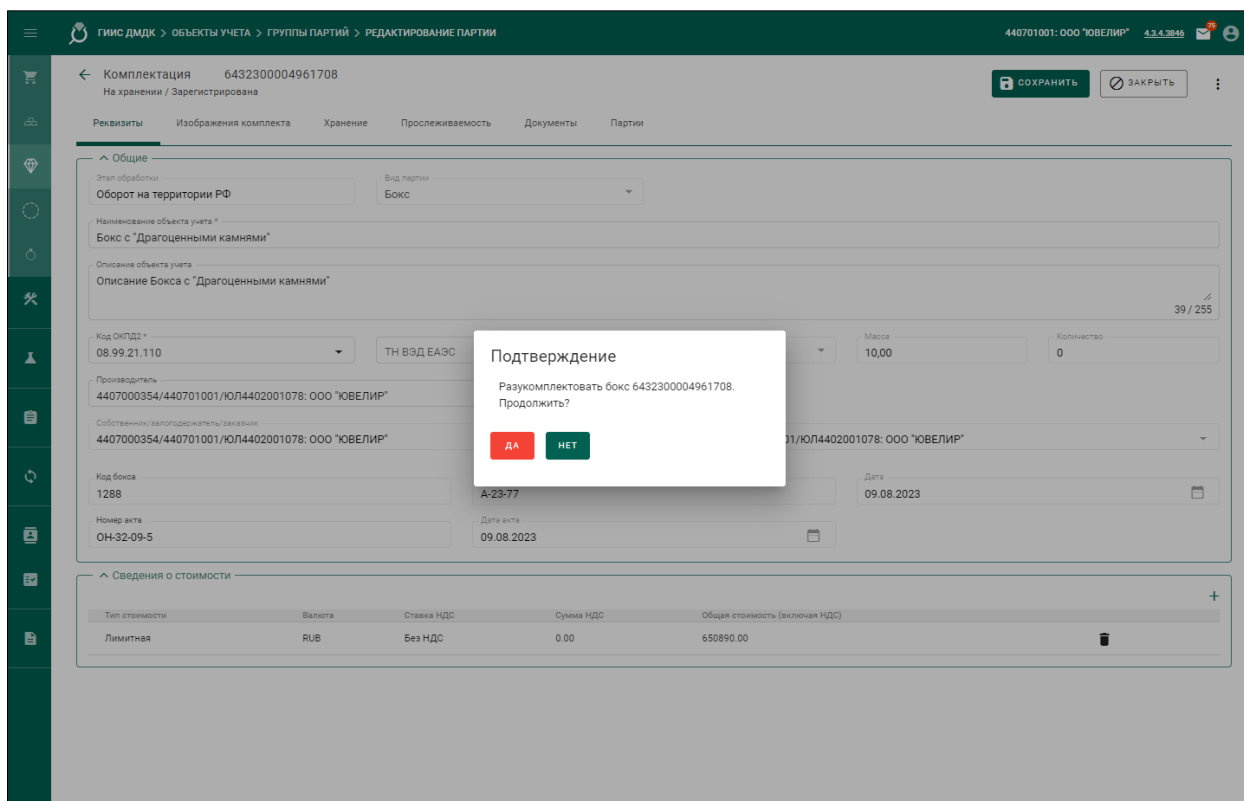 ГИИС ДМДК > ОБЪЕКТЫ УЧЕТА > ГРУППЫ ПАРТИЙ > РЕДАКТИРОВАНИЕ ПАРТИИ 440701001: ООО "ЮВЕЛИР" 4.3.4.3846 75
Комплектация 6432300004961708
На хранении / Зарегистрирована
СОХРАНИТЬ ЗАКРЫТЬ
Реквизиты Изображения комплекта Хранение Прослеживаемость Документы Партии
Общие
Этап обработки Вид партии
Оборот на территории РФ Бокс
Наименование объекта учета *
Бокс с "Драгоценными камнями"
Описание объекта учета
Описание Бокса с "Драгоценными камнями"
39 / 255
Код ОКПД2 * Масса Количество
08.99.21.110 ТН ВЭД ЕАЭС 10,00 0
Подтверждение
Разукомплектовать бокс 6432300004961708.
Продолжить?
ДА НЕТ
Производитель
4407000354/440701001/ЮЛ4402001078: ООО "ЮВЕЛИР"
Собственник/залогодержатель/заказчик
4407000354/440701001/ЮЛ4402001078: ООО "ЮВЕЛИР" 01/ЮЛ4402001078: ООО "ЮВЕЛИР"
Код бокса Дата
1288 А-23-77 09.08.2023
Номер акта Дата акта
ОН-32-09-5 09.08.2023
Сведения о стоимости
Тип стоимости Валюта Ставка НДС Сумма НДС Общая стоимость (включая НДС)
Лимитная RUB Без НДС 0.00 650890.00